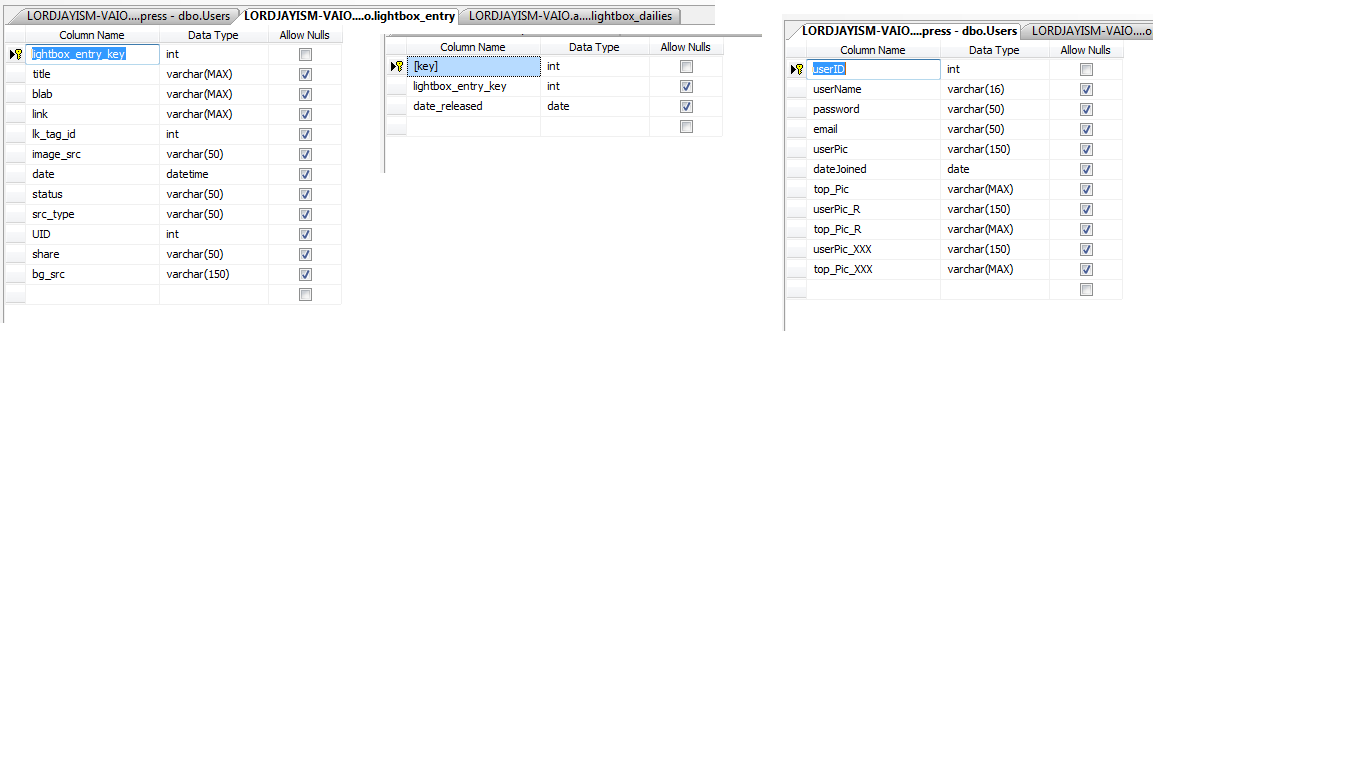 LORDJAYISM-VAIO....press - dbo.Users LORDJAYISM-VAIO....o.lightbox_entry LORDJAYISM-VAIO.a....lightbox_dailies
Column Name Data Type Allow Nulls
lightbox_entry_key int
title varchar(MAX)
blab varchar(MAX)
link varchar(MAX)
lk_tag_id int
image_src varchar(50)
date datetime
status varchar(50)
src_type varchar(50)
UID int
share varchar(50)
bg_src varchar(150)
Column Name Data Type Allow Nulls
[key] int
lightbox_entry_key int
date_released date
LORDJAYISM-VAIO....press - dbo.Users LORDJAYISM-VAIO....o
Column Name Data Type Allow Nulls
userID int
userName varchar(16)
password varchar(50)
email varchar(50)
userPic varchar(150)
dateJoined date
top_Pic varchar(MAX)
userPic_R varchar(150)
top_Pic_R varchar(MAX)
userPic_XXX varchar(150)
top_Pic_XXX varchar(MAX)